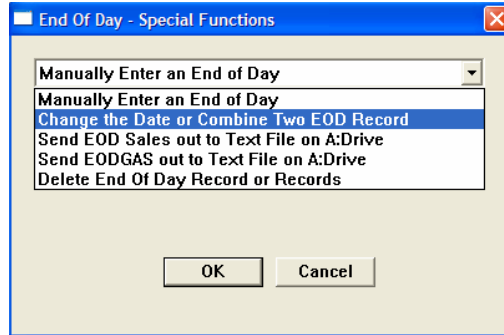 End Of Day - Special Functions
Manually Enter an End of Day
Manually Enter an End of Day
Change the Date or Combine Two EOD Record
Send EOD Sales out to Text File on A:Drive
Send EODGAS out to Text File on A:Drive
Delete End Of Day Record or Records
OK Cancel